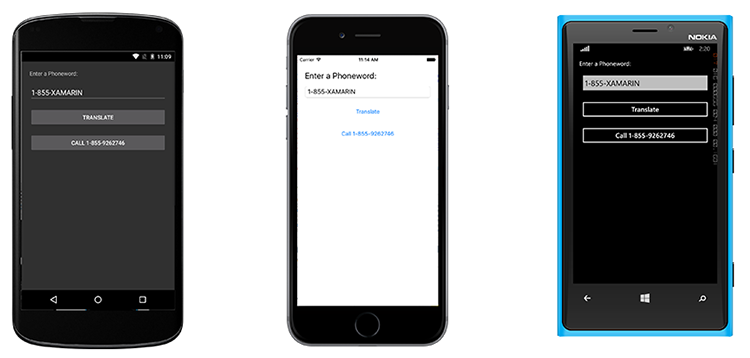 11:09
Enter a Phoneword:
1-855-XAMARIN
TRANSLATE
CALL 1-855-9262746
Carrier
11:14 AM
Enter a Phoneword:
1-855-XAMARIN
Translate
Call 1-855-9262746
NOKIA
2:20
Enter a Phoneword:
1-855-XAMARIN
Translate
Call 1-855-9262746